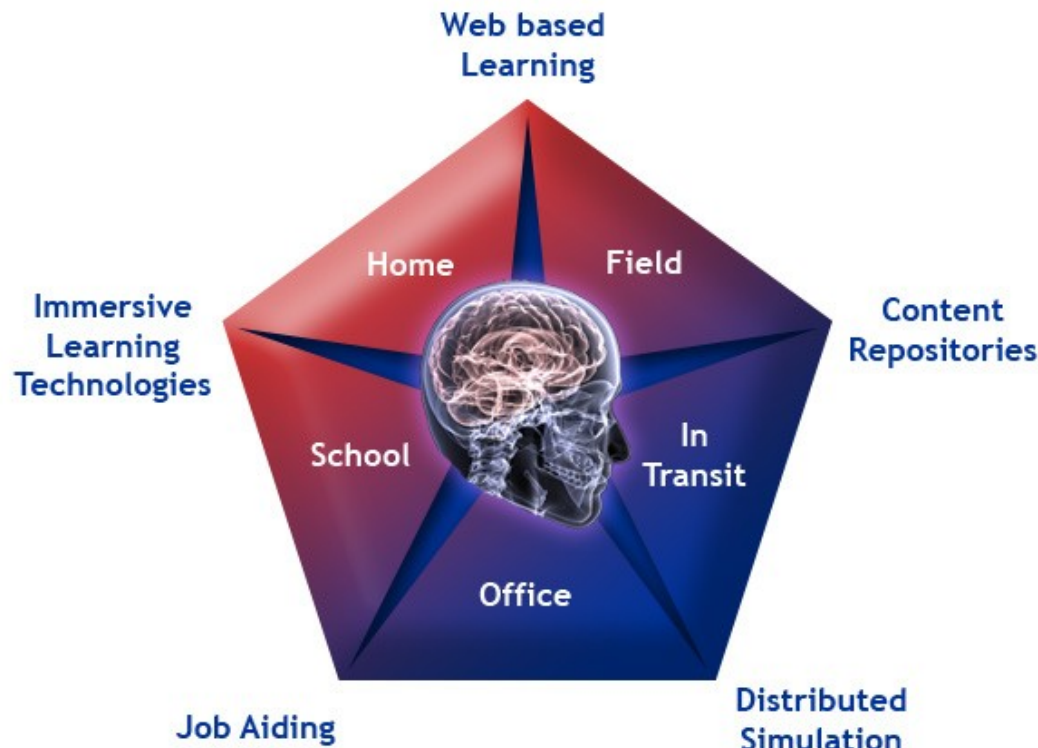 Web based
Learning
Home
Field
Immersive
Learning
Technologies
Content
Repositories
School
In
Transit
Office
Job Aiding
Distributed
Simulation